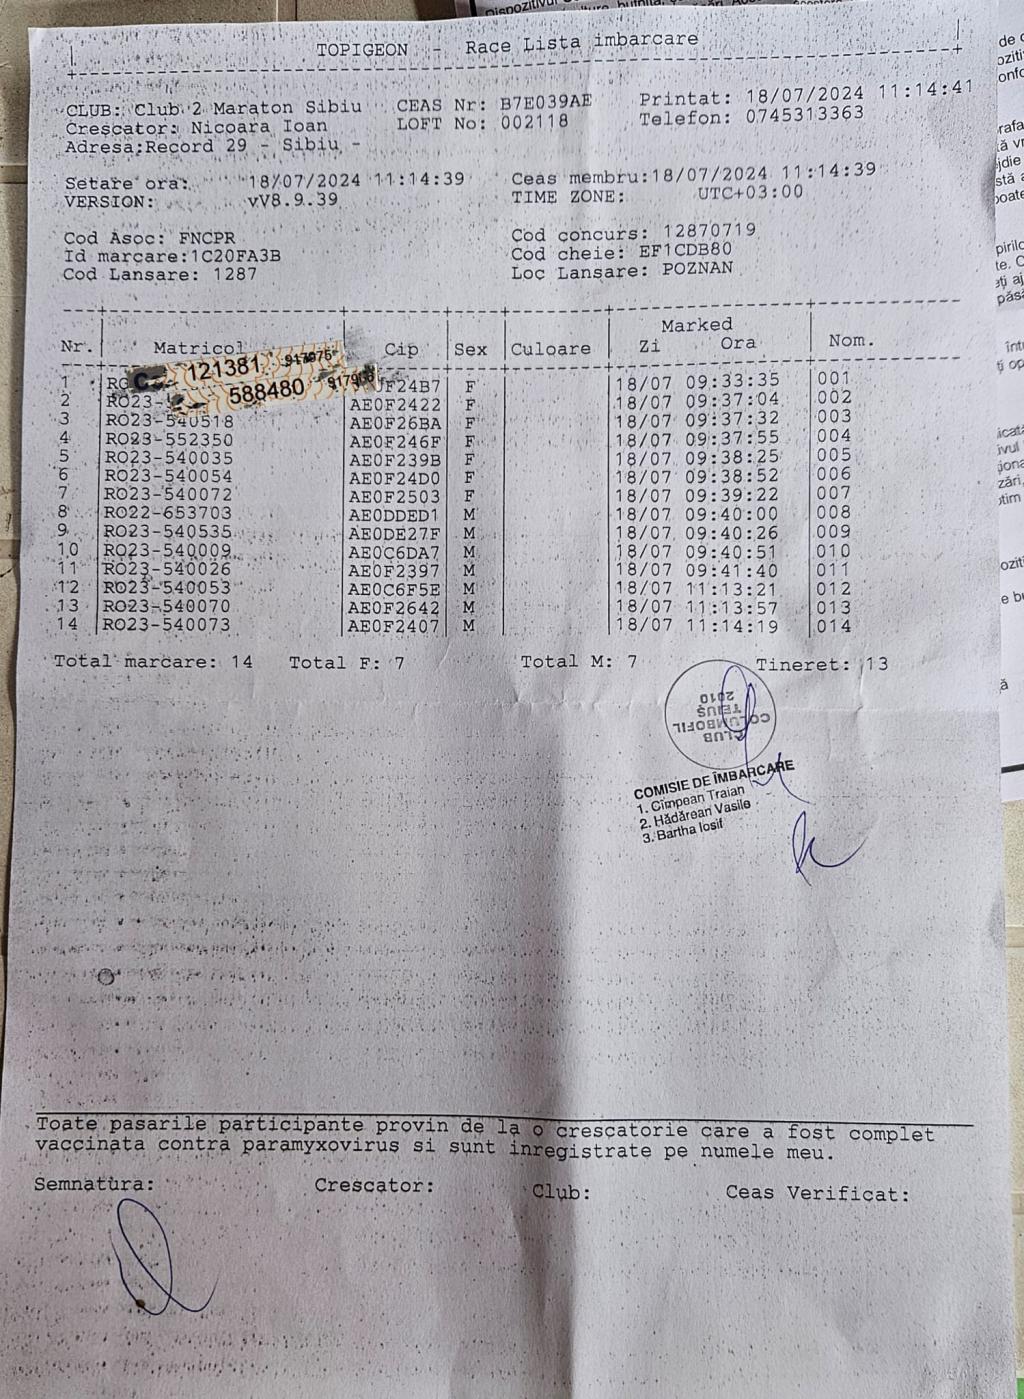 TOPIGEON - Race Lista imbarcare
CLUB: Club 2 Maraton Sibiu CEAS Nr: B7E039AE Printat: 18/07/2024 11:14:41
Crescator: Nicoara Ioan LOFT No: 002118 Telefon: 0745313363
Adresa:Record 29 - Sibiu -
Setare ora: 18/07/2024 11:14:39 Ceas membru:18/07/2024 11:14:39
VERSION: vV8.9.39 TIME ZONE: UTC+03:00
Cod Asoc: FNCPR Cod concurs: 12870719
Id marcare:1C20FA3B Cod cheie: EF1CDB80
Cod Lansare: 1287 Loc Lansare: POZNAN
Marked
Nr. Matricol Cip Sex Culoare Zi Ora Nom.
121381
588480
1 F24B7 F 18/07 09:33:35 001
2 RO23- AE0F2422 F 18/07 09:37:04 002
3 RO23-540518 AE0F26BA F 18/07 09:37:32 003
4 RO23-552350 AE0F246F F 18/07 09:37:55 004
5 RO23-540035 AE0F239B F 18/07 09:38:25 005
6 RO23-540054 AE0F24D0 F 18/07 09:38:52 006
7 RO23-540072 AE0F2503 F 18/07 09:39:22 007
8 RO22-653703 AE0DDED1 M 18/07 09:40:00 008
9 RO23-540535 AE0DE27F M 18/07 09:40:26 009
10 RO23-540009 AE0C6DA7 M 18/07 09:40:51 010
11 RO23-540026 AE0F2397 M 18/07 09:41:40 011
12 RO23-540053 AE0C6F5E M 18/07 11:13:21 012
13 RO23-540070 AE0F2642 M 18/07 11:13:57 013
14 RO23-540073 AE0F2407 M 18/07 11:14:19 014
Total marcare: 14 Total F: 7 Total M: 7 Tineret: 13
CLUB
COLUMBOFIL
TEIUŞ
2010
COMISIE DE ÎMBARCARE
1. Cîmpean Traian
2. Hădărean Vasile
3. Bartha Iosif
Toate pasarile participante provin de la o crescatorie care a fost complet
vaccinata contra paramyxovirus si sunt inregistrate pe numele meu.
Semnatura: Crescator: Club: Ceas Verificat: